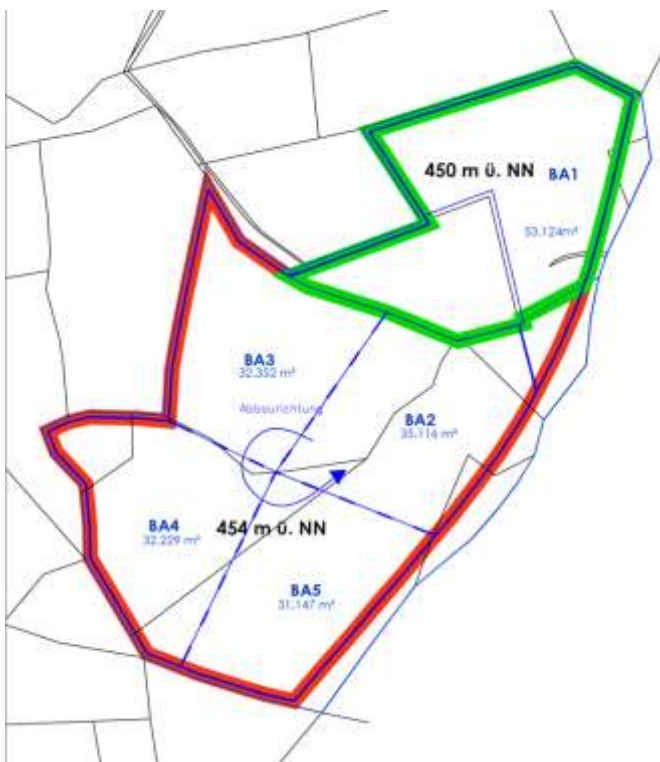 450 m ü. NN
BA1
53.124m²
BA3
32.352 m²
Abbaurichtung
BA2
35.116 m²
BA4
32.229 m²
454 m ü. NN
BA5
31.147 m²